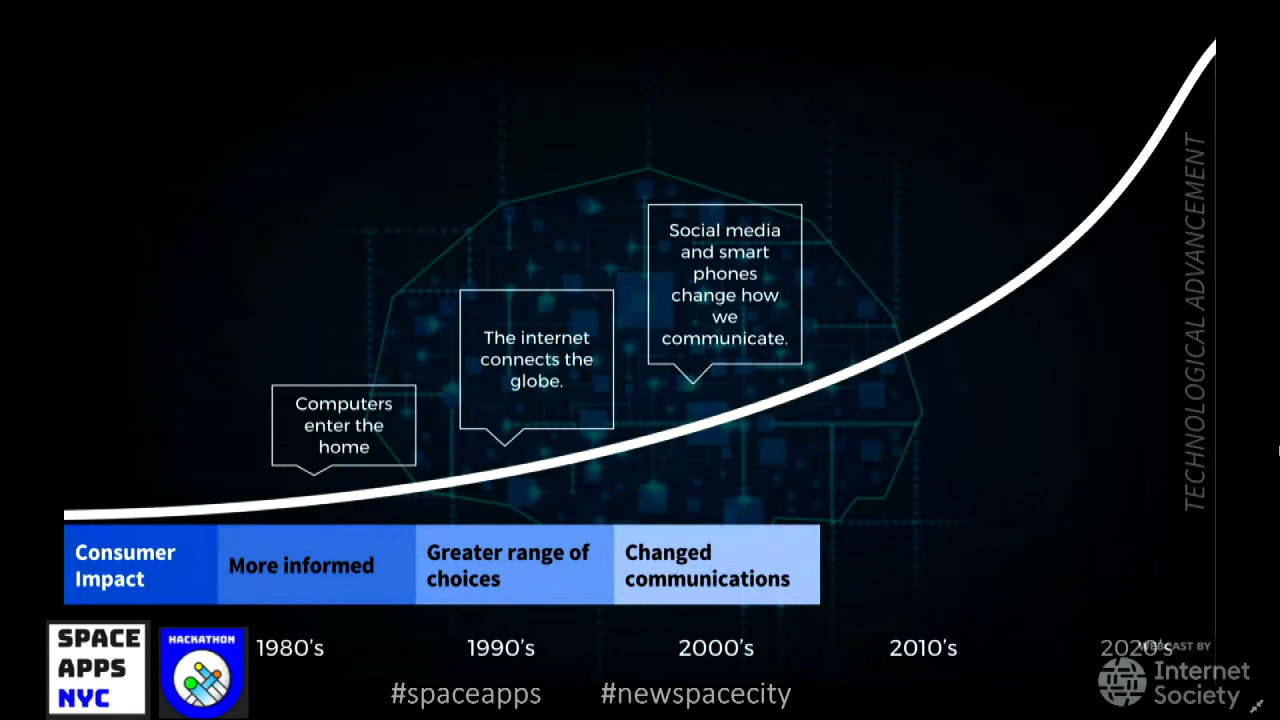 Social media
and smart
phones
change how
we
communicate.
The internet
connects the
globe.
Computers
enter the
home
TECHNOLOGICAL ADVANCEMENT
Consumer
Impact
More informed
Greater range of
choices
Changed
communications
1980's
1990's
2000's
2010's
2020's
SPACE
APPS
NYC
HACKATHON
#spaceapps
#newspacecity
WEBCAST BY
Internet
Society